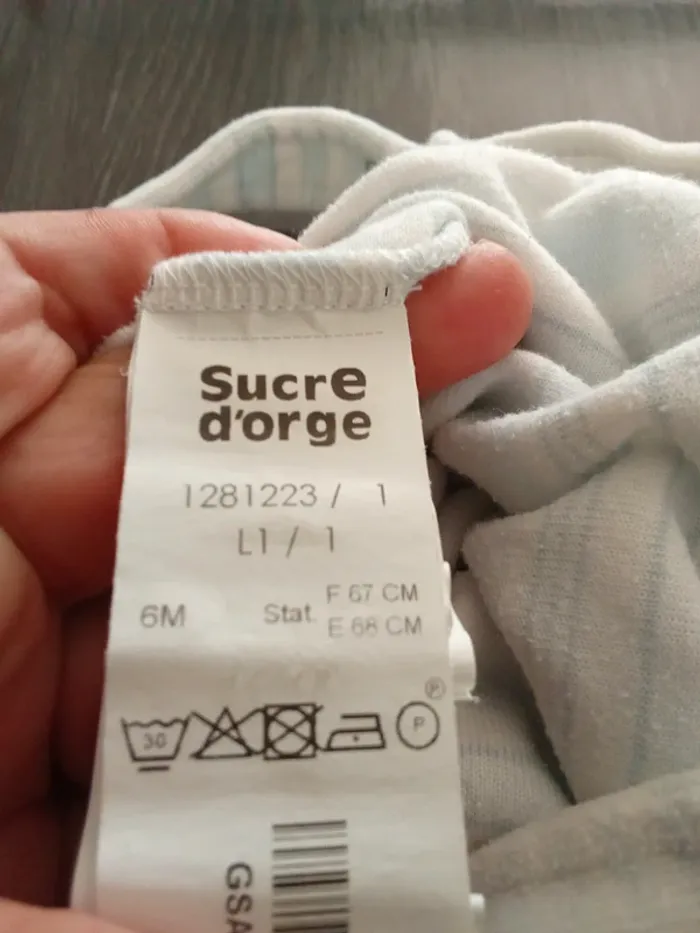 Sucre
d'orge
1281223 / 1
L1 / 1
6M Stat. F 67 CM
E 68 CM
30 P
GSA